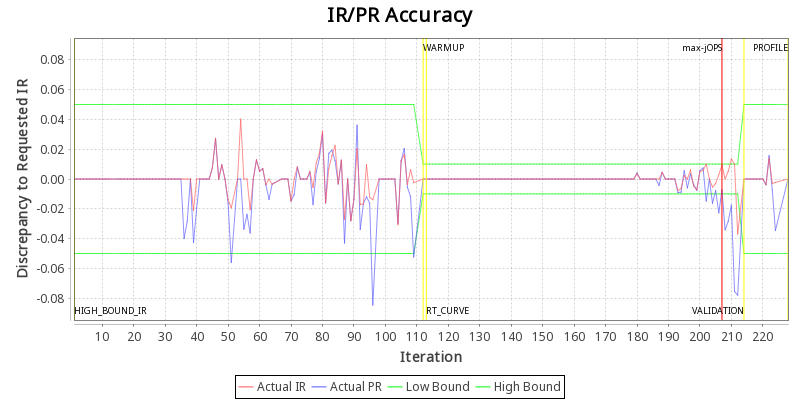 IR/PR Accuracy
Discrepancy to Requested IR
0.08
0.06
0.04
0.02
0.00
-0.02
-0.04
-0.06
-0.08
WARMUP
max-jOPS
PROFILE
HIGH_BOUND_IR
RT_CURVE
VALIDATION
10 20 30 40 50 60 70 80 90 100 110 120 130 140 150 160 170 180 190 200 210 220
Iteration
Actual IR Actual PR Low Bound High Bound